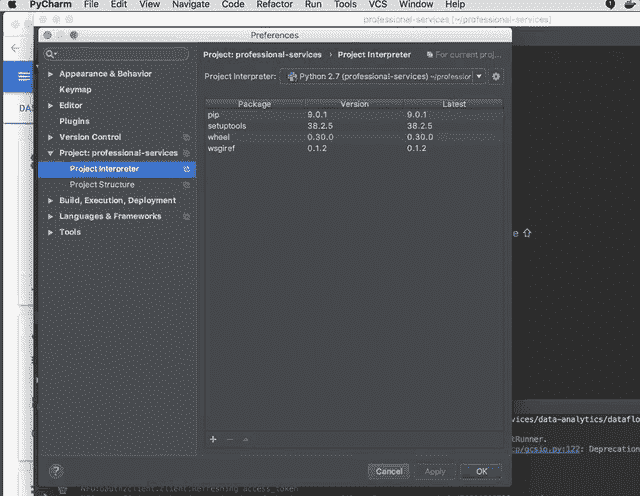 PyCharm File Edit View Navigate Code Refactor Run Tools VCS Window Help
professional-services [~/professional-services]
Preferences
Project: professional-services › Project Interpreter For current proj...
Project Interpreter: Python 2.7 (professional-services) ~/profession
Appearance & Behavior
Keymap
Editor
Plugins
Version Control
Project: professional-services
Project Interpreter
Project Structure
Build, Execution, Deployment
Languages & Frameworks
Tools
Package Version Latest
pip 9.0.1 9.0.1
setuptools 38.2.5 38.2.5
wheel 0.30.0 0.30.0
wsgiref 0.1.2 0.1.2
DA
e ⇧
vices/data-analytics/dataflo
tRunner.
p/gcsio.py:122: Deprecation
Cancel Apply OK
client:Refreshing access_token